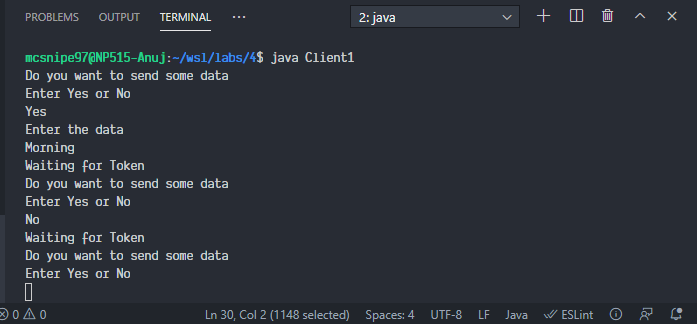 PROBLEMS OUTPUT TERMINAL ··· 2: java
mcsnipe97@NP515-Anuj:~/wsl/labs/4$ java Client1
Do you want to send some data
Enter Yes or No
Yes
Enter the data
Morning
Waiting for Token
Do you want to send some data
Enter Yes or No
No
Waiting for Token
Do you want to send some data
Enter Yes or No
0 0 Ln 30, Col 2 (1148 selected) Spaces: 4 UTF-8 LF Java ESLint